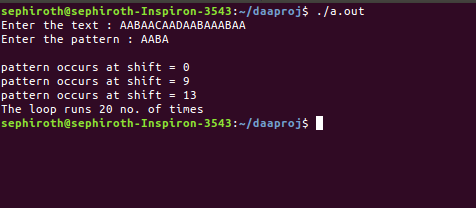 sephiroth@sephiroth-Inspiron-3543:~/daaproj$ ./a.out
Enter the text : AABAACAADAABAAABAA
Enter the pattern : AABA
pattern occurs at shift = 0
pattern occurs at shift = 9
pattern occurs at shift = 13
The loop runs 20 no. of times
sephiroth@sephiroth-Inspiron-3543:~/daaproj$